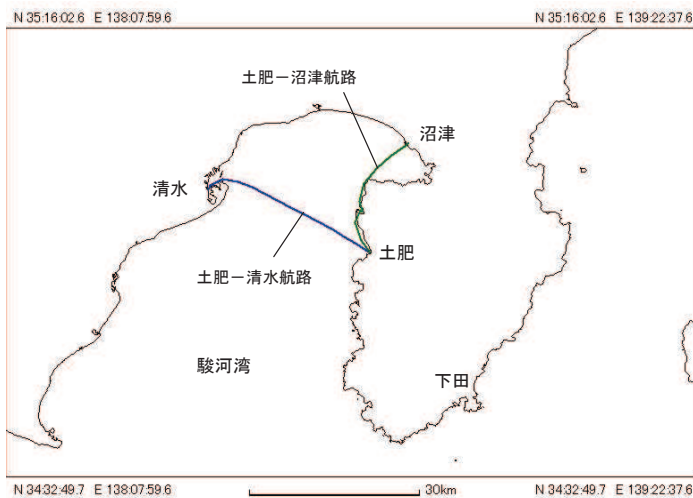 N 35:16:02.6 E 138:07:59.6
N 35:16:02.6 E 139:22:37.6
土肥ー沼津航路
沼津
清水
土肥
土肥ー清水航路
駿河湾
下田
N 34:32:49.7 E 138:07:59.6
30km
N 34:32:49.7 E 139:22:37.6